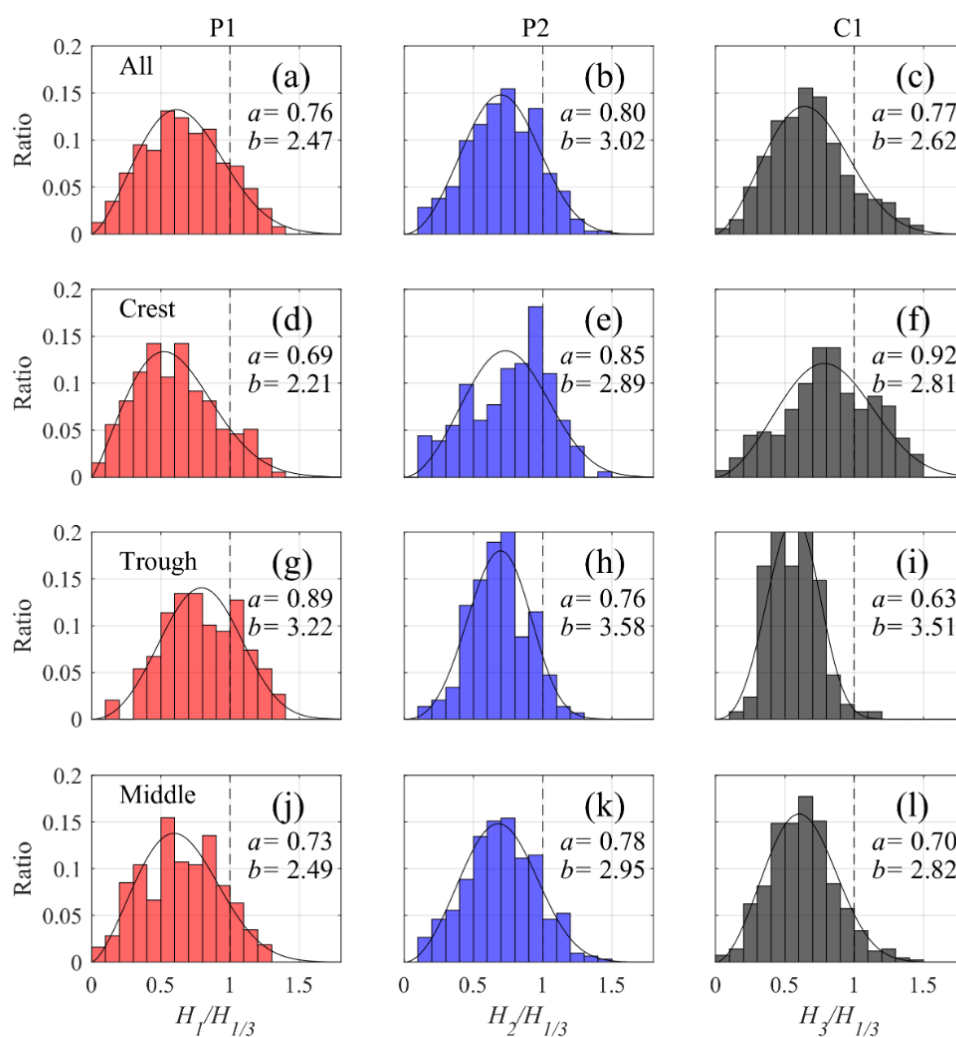 P1 P2 C1
0.2
All (a) (b) (c)
0.15
a= 0.76 a= 0.80 a= 0.77
Ratio
0.1
b= 2.47 b= 3.02 b= 2.62
0.05
0
0.2
Crest (d) (e) (f)
0.15
a= 0.69 a= 0.85 a= 0.92
Ratio
0.1
b= 2.21 b= 2.89 b= 2.81
0.05
0
0.2
Trough (g) (h) (i)
0.15
a= 0.89 a= 0.76 a= 0.63
Ratio
0.1
b= 3.22 b= 3.58 b= 3.51
0.05
0
0.2
Middle (j) (k) (l)
0.15
a= 0.73 a= 0.78 a= 0.70
Ratio
0.1
b= 2.49 b= 2.95 b= 2.82
0.05
0
0 0.5 1 1.5 0 0.5 1 1.5 0 0.5 1 1.5
H1/H1/3 H2/H1/3 H3/H1/3